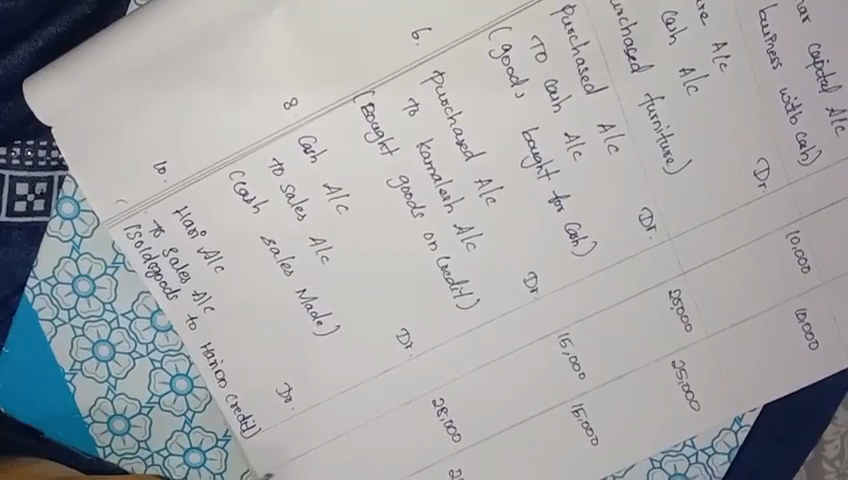 capital A/c
business with cash)
Dr.
10,000
10,000
A/c
Cash A/c
furniture)
Dr.
25,000
25,000
purchased A/c
To cash A/c
(goods bought for Cash)
Dr.
15,000
15,000
6.
purchased A/c
To Kamalesh A/c
(Bought goods on Credit)
Dr.
28,000
8.
Cash A/c
To Sales A/c
(Cash Sales Made)
Dr.
10.
Hari A/c
To Sales A/c
(Sold goods to Hari on Credit)